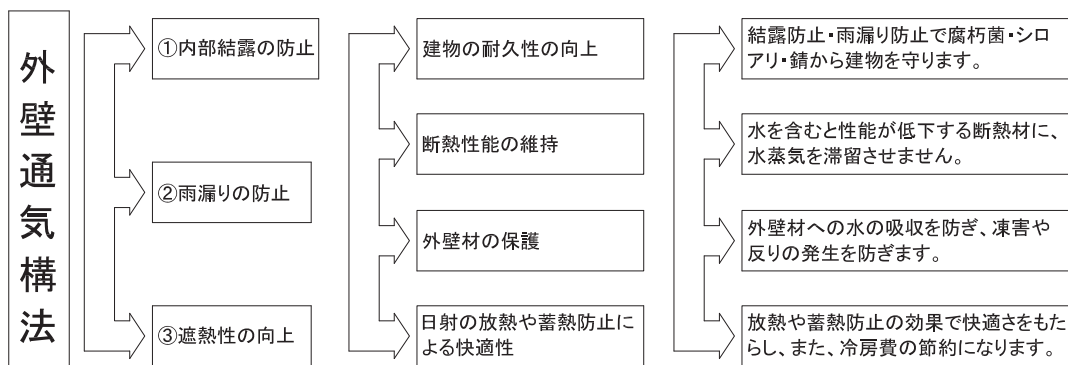 外壁通気構法
①内部結露の防止
②雨漏りの防止
③遮熱性の向上
建物の耐久性の向上
断熱性能の維持
外壁材の保護
日射の放熱や蓄熱防止に
よる快適性
結露防止・雨漏り防止で腐朽菌・シロ
アリ・錆から建物を守ります。
水を含むと性能が低下する断熱材に、
水蒸気を滞留させません。
外壁材への水の吸収を防ぎ、凍害や
反りの発生を防ぎます。
放熱や蓄熱防止の効果で快適さをもた
らし、また、冷房費の節約になります。